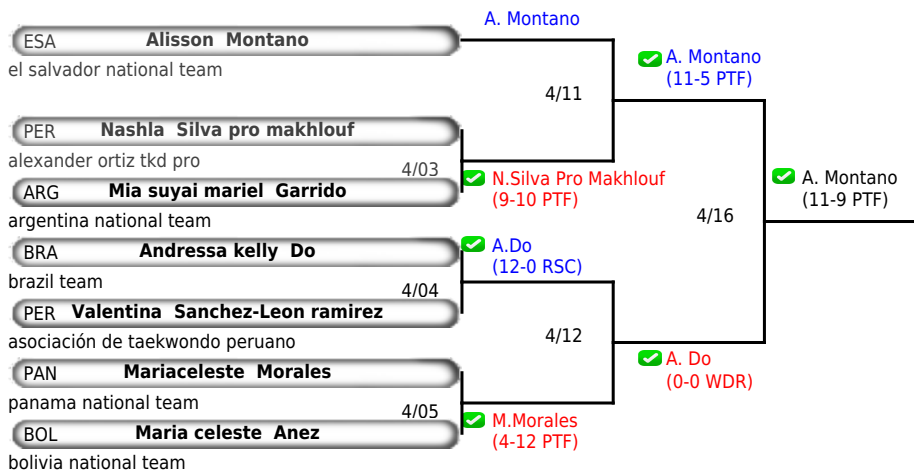 A. Montano
ESA Alisson Montano
el salvador national team
A. Montano
(11-5 PTF)
4/11
PER Nashla Silva pro makhlouf
alexander ortiz tkd pro
4/03
N.Silva Pro Makhlouf
(9-10 PTF)
ARG Mia suyai mariel Garrido
argentina national team
A. Montano
(11-9 PTF)
4/16
BRA Andressa kelly Do
brazil team
A.Do
(12-0 RSC)
4/04
PER Valentina Sanchez-Leon ramirez
asociación de taekwondo peruano
4/12
A. Do
(0-0 WDR)
PAN Mariaceleste Morales
panama national team
4/05
M.Morales
(4-12 PTF)
BOL Maria celeste Anez
bolivia national team